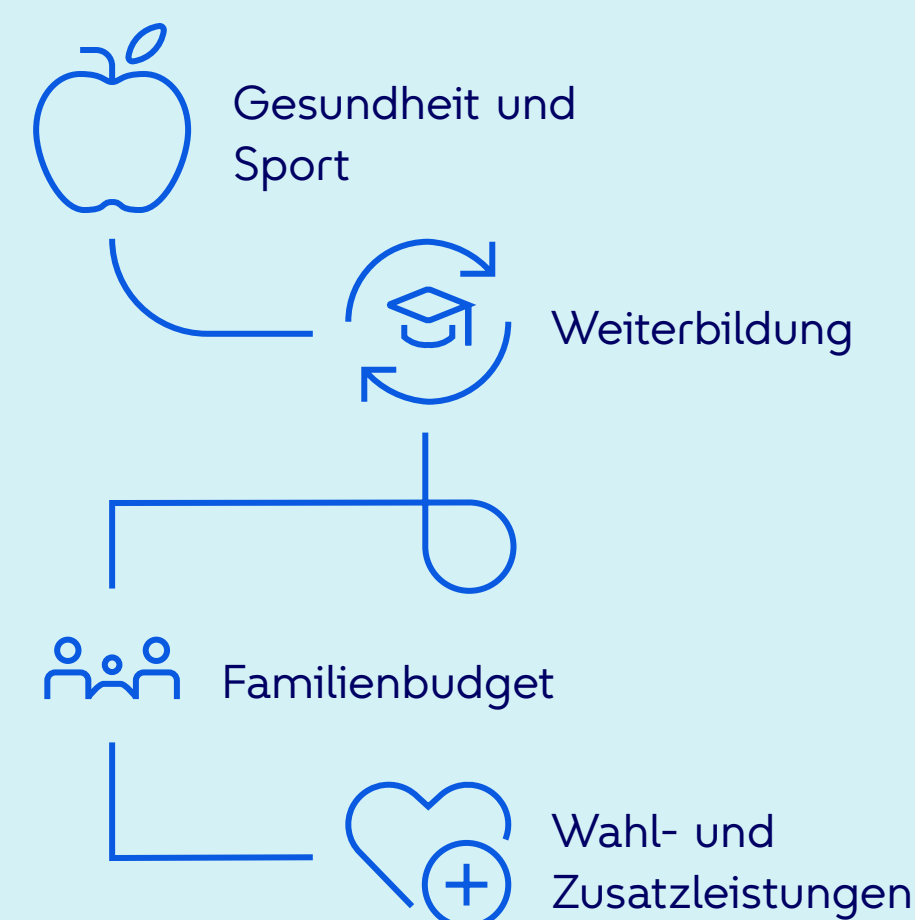 Gesundheit und
Sport
Weiterbildung
Familienbudget
Wahl- und
Zusatzleistungen